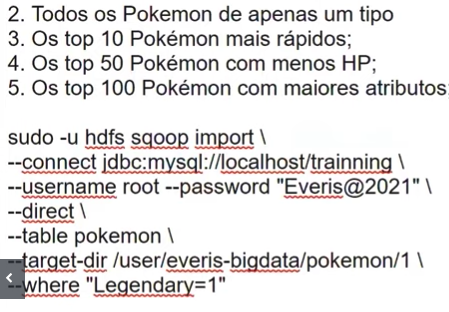 2. Todos os Pokemon de apenas um tipo
3. Os top 10 Pokémon mais rápidos;
4. Os top 50 Pokémon com menos HP;
5. Os top 100 Pokémon com maiores atributos;
sudo -u hdfs sqoop import \
--connect jdbc:mysql://localhost/trainning \
--username root --password "Everis@2021" \
--direct \
--table pokemon \
--target-dir /user/everis-bigdata/pokemon/1 \
--where "Legendary=1"